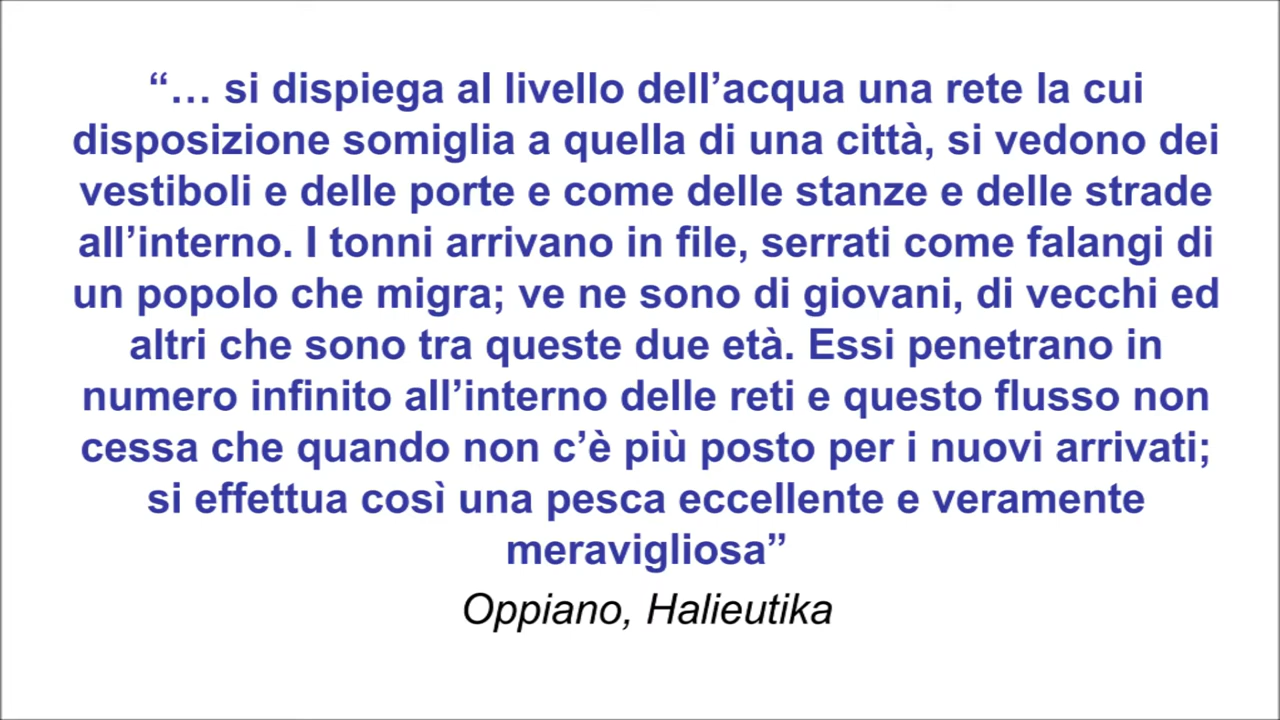 “… si dispiega al livello dell’acqua una rete la cui
disposizione somiglia a quella di una città, si vedono dei
vestiboli e delle porte e come delle stanze e delle strade
all’interno. I tonni arrivano in file, serrati come falangi di
un popolo che migra; ve ne sono di giovani, di vecchi ed
altri che sono tra queste due età. Essi penetrano in
numero infinito all’interno delle reti e questo flusso non
cessa che quando non c’è più posto per i nuovi arrivati;
si effettua così una pesca eccellente e veramente
meravigliosa”
Oppiano, Halieutika